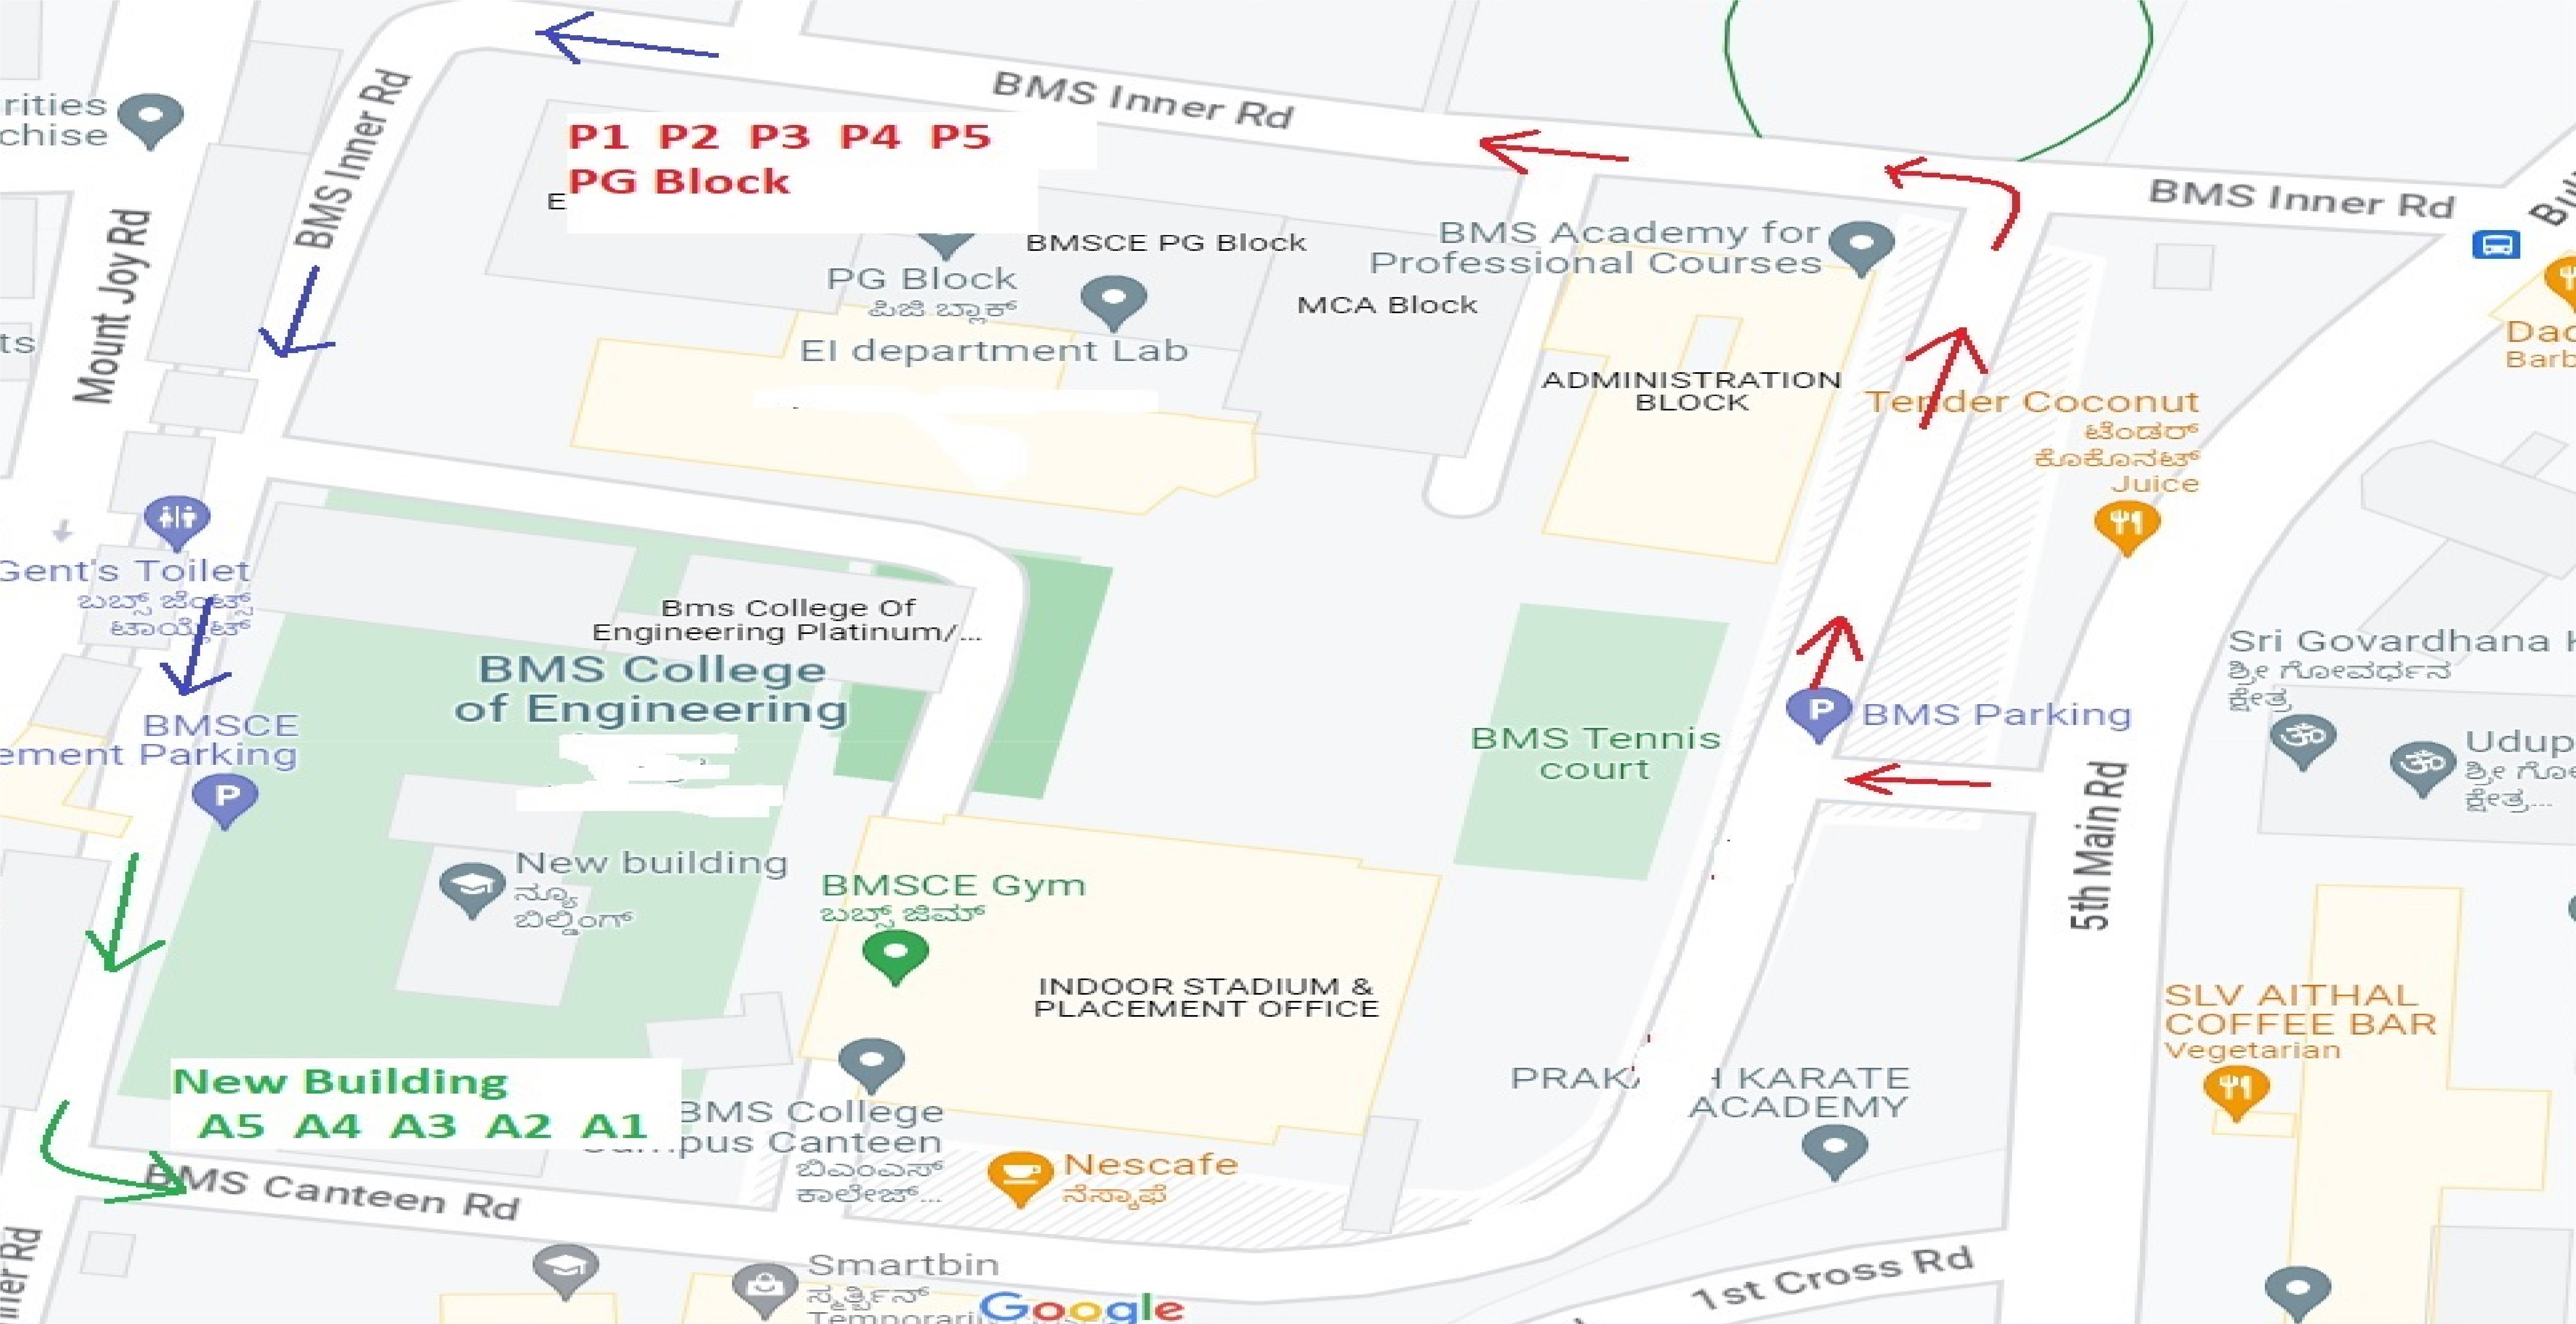 BMS Inner Rd
rities
chise
BMS Inner Rd
P1 P2 P3 P4 P5
PG Block
BMS Inner Rd
Mount Joy Rd
BMSCE PG Block
BMS Academy for
Professional Courses
PG Block
ಪಿಜಿ ಬ್ಲಾಕ್
MCA Block
ts
EI department Lab
ADMINISTRATION
BLOCK
Tender Coconut
ಟೆಂಡರ್
ಕೊಕೊನಟ್
Juice
Dac
Barb
Gent's Toilet
ಬಬ್ಸ್ ಜೆಂಟ್ಸ್
ಟಾಯ್ಲೆಟ್
Bms College Of
Engineering Platinum/...
BMS College
of Engineering
Sri Govardhana K
ಶ್ರೀ ಗೋವರ್ಧನ
ಕ್ಷೇತ್ರ
BMSCE
ement Parking
P
P
BMS Parking
BMS Tennis
court
Udup
ಶ್ರೀ ಗೋ
ಕ್ಷೇತ್ರ...
5th Main Rd
New building
ನ್ಯೂ
ಬಿಲ್ಡಿಂಗ್
BMSCE Gym
ಬಬ್ಸ್ ಜಿಮ್
INDOOR STADIUM &
PLACEMENT OFFICE
SLV AITHAL
COFFEE BAR
Vegetarian
New Building
A5 A4 A3 A2 A1
BMS College
pus Canteen
ಬಿಎಂಎಸ್
ಕಾಲೇಜ್...
PRAK H KARATE
ACADEMY
Nescafe
ನೆಸ್ಕಾಫೆ
BMS Canteen Rd
nner Rd
Smartbin
ಸ್ಮರ್ಟ್ಬಿನ್
Temporari
Google
1st Cross Rd